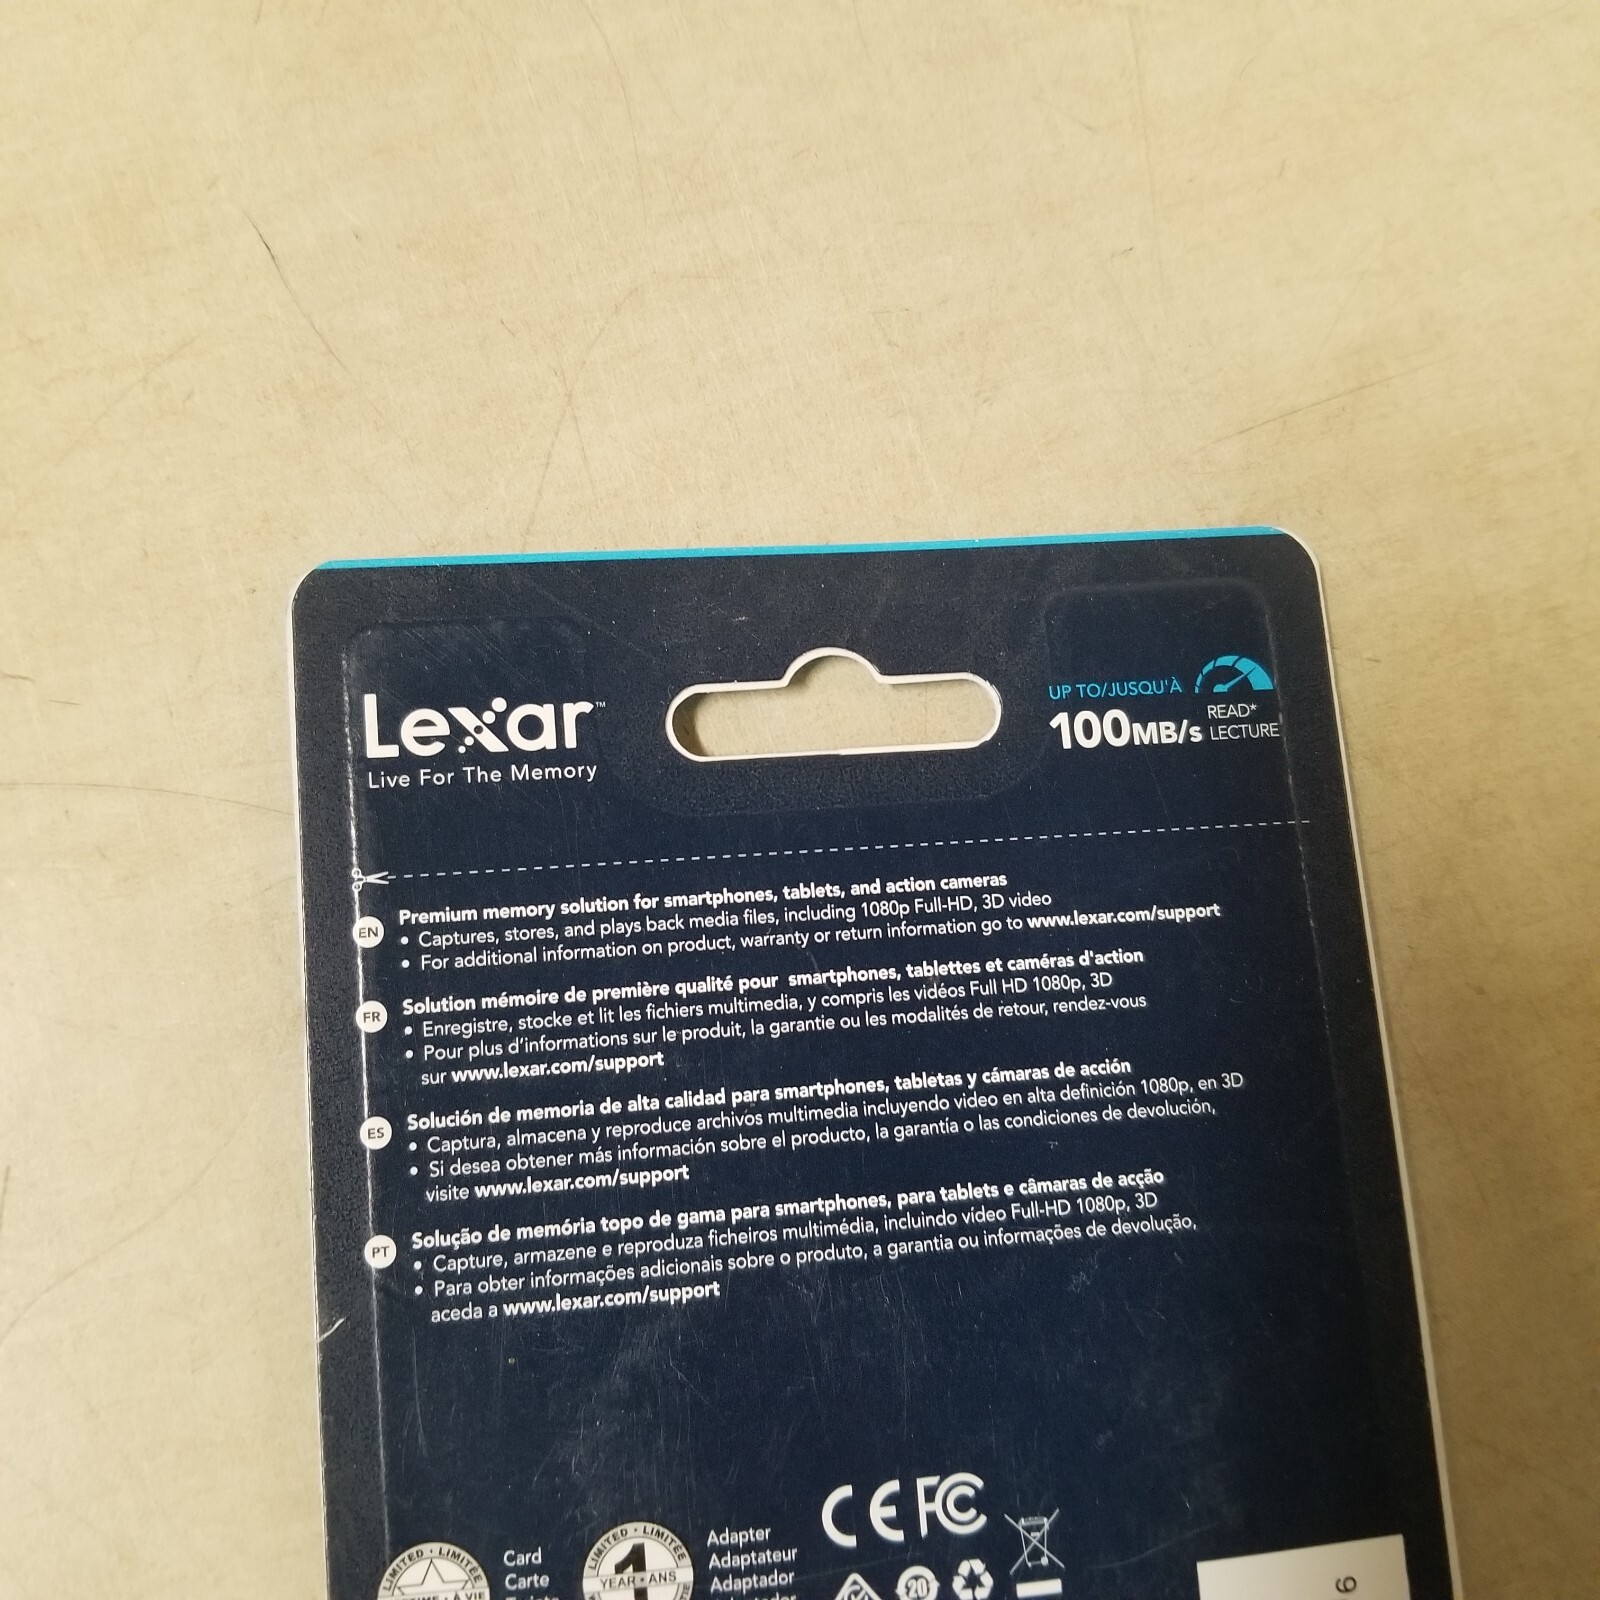 Lexar™
Live For The Memory
UP TO/JUSQU'À
100MB/s READ*
LECTURE
EN
Premium memory solution for smartphones, tablets, and action cameras
• Captures, stores, and plays back media files, including 1080p Full-HD, 3D video
• For additional information on product, warranty or return information go to www.lexar.com/support
FR
Solution mémoire de première qualité pour smartphones, tablettes et caméras d'action
• Enregistre, stocke et lit les fichiers multimedia, y compris les vidéos Full HD 1080p, 3D
• Pour plus d'informations sur le produit, la garantie ou les modalités de retour, rendez-vous
sur www.lexar.com/support
ES
Solución de memoria de alta calidad para smartphones, tabletas y cámaras de acción
• Captura, almacena y reproduce archivos multimedia incluyendo video en alta definición 1080p, en 3D
• Si desea obtener más información sobre el producto, la garantía o las condiciones de devolución,
visite www.lexar.com/support
PT
Solução de memória topo de gama para smartphones, para tablets e câmaras de acção
• Capture, armazene e reproduza ficheiros multimédia, incluindo vídeo Full-HD 1080p, 3D
• Para obter informações adicionais sobre o produto, a garantia ou informações de devolução,
aceda a www.lexar.com/support
CE FC
LIMITED • LIMITÉE
À VIE
Card
Carte
LIMITED • LIMITÉE
1
YEAR • ANS
Adapter
Adaptateur
Adaptador
20